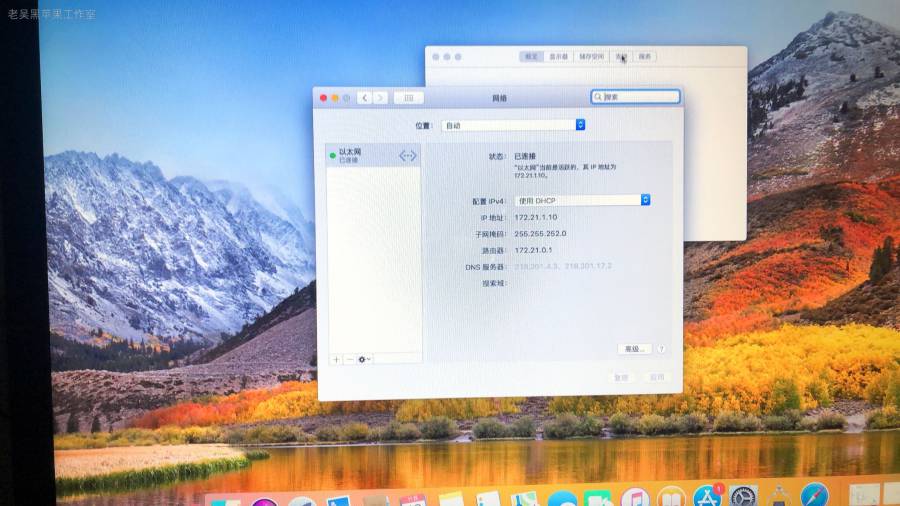 老吴黑苹果工作室
概览 显示器 储存空间 支持 服务
网络
搜索
位置: 自动
以太网
已连接
状态: 已连接
“以太网”当前是活跃的，其 IP 地址为
172.21.1.10。
配置 IPv4: 使用 DHCP
IP 地址: 172.21.1.10
子网掩码: 255.255.252.0
路由器: 172.21.0.1
DNS 服务器: 218.201.4.3、218.201.17.2
搜索域:
高级... ?
复原 应用
1